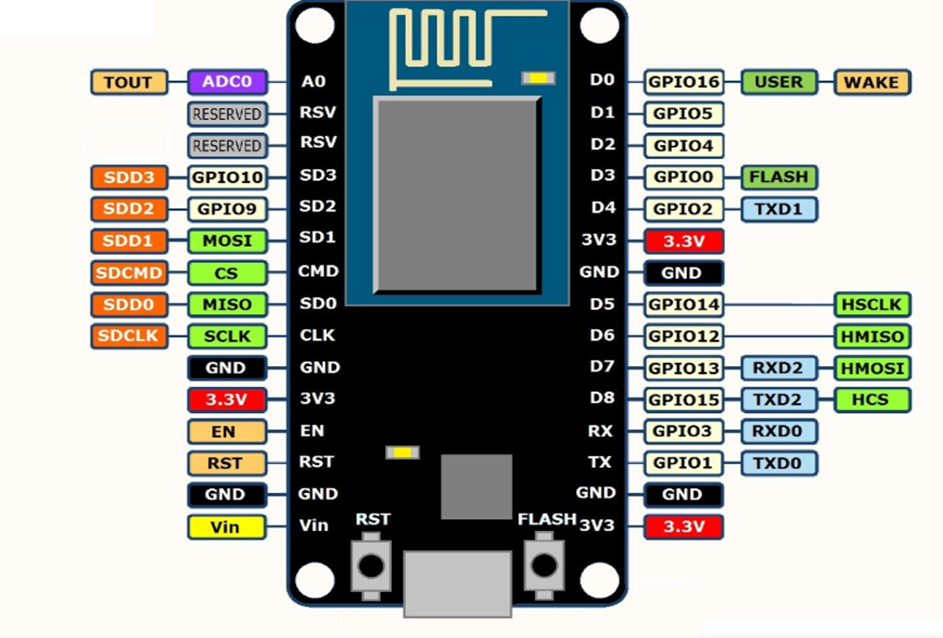 TOUT ADC0 A0 D0 GPIO16 USER WAKE
RESERVED RSV D1 GPIO5
RESERVED RSV D2 GPIO4
SDD3 GPIO10 SD3 D3 GPIO0 FLASH
SDD2 GPIO9 SD2 D4 GPIO2 TXD1
SDD1 MOSI SD1 3V3 3.3V
SDCMD CS CMD GND GND
SDD0 MISO SD0 D5 GPIO14 HSCLK
SDCLK SCLK CLK D6 GPIO12 HMISO
GND GND D7 GPIO13 RXD2 HMOSI
3.3V 3V3 D8 GPIO15 TXD2 HCS
EN EN RX GPIO3 RXD0
RST RST TX GPIO1 TXD0
GND GND GND GND
Vin Vin RST FLASH 3V3 3.3V